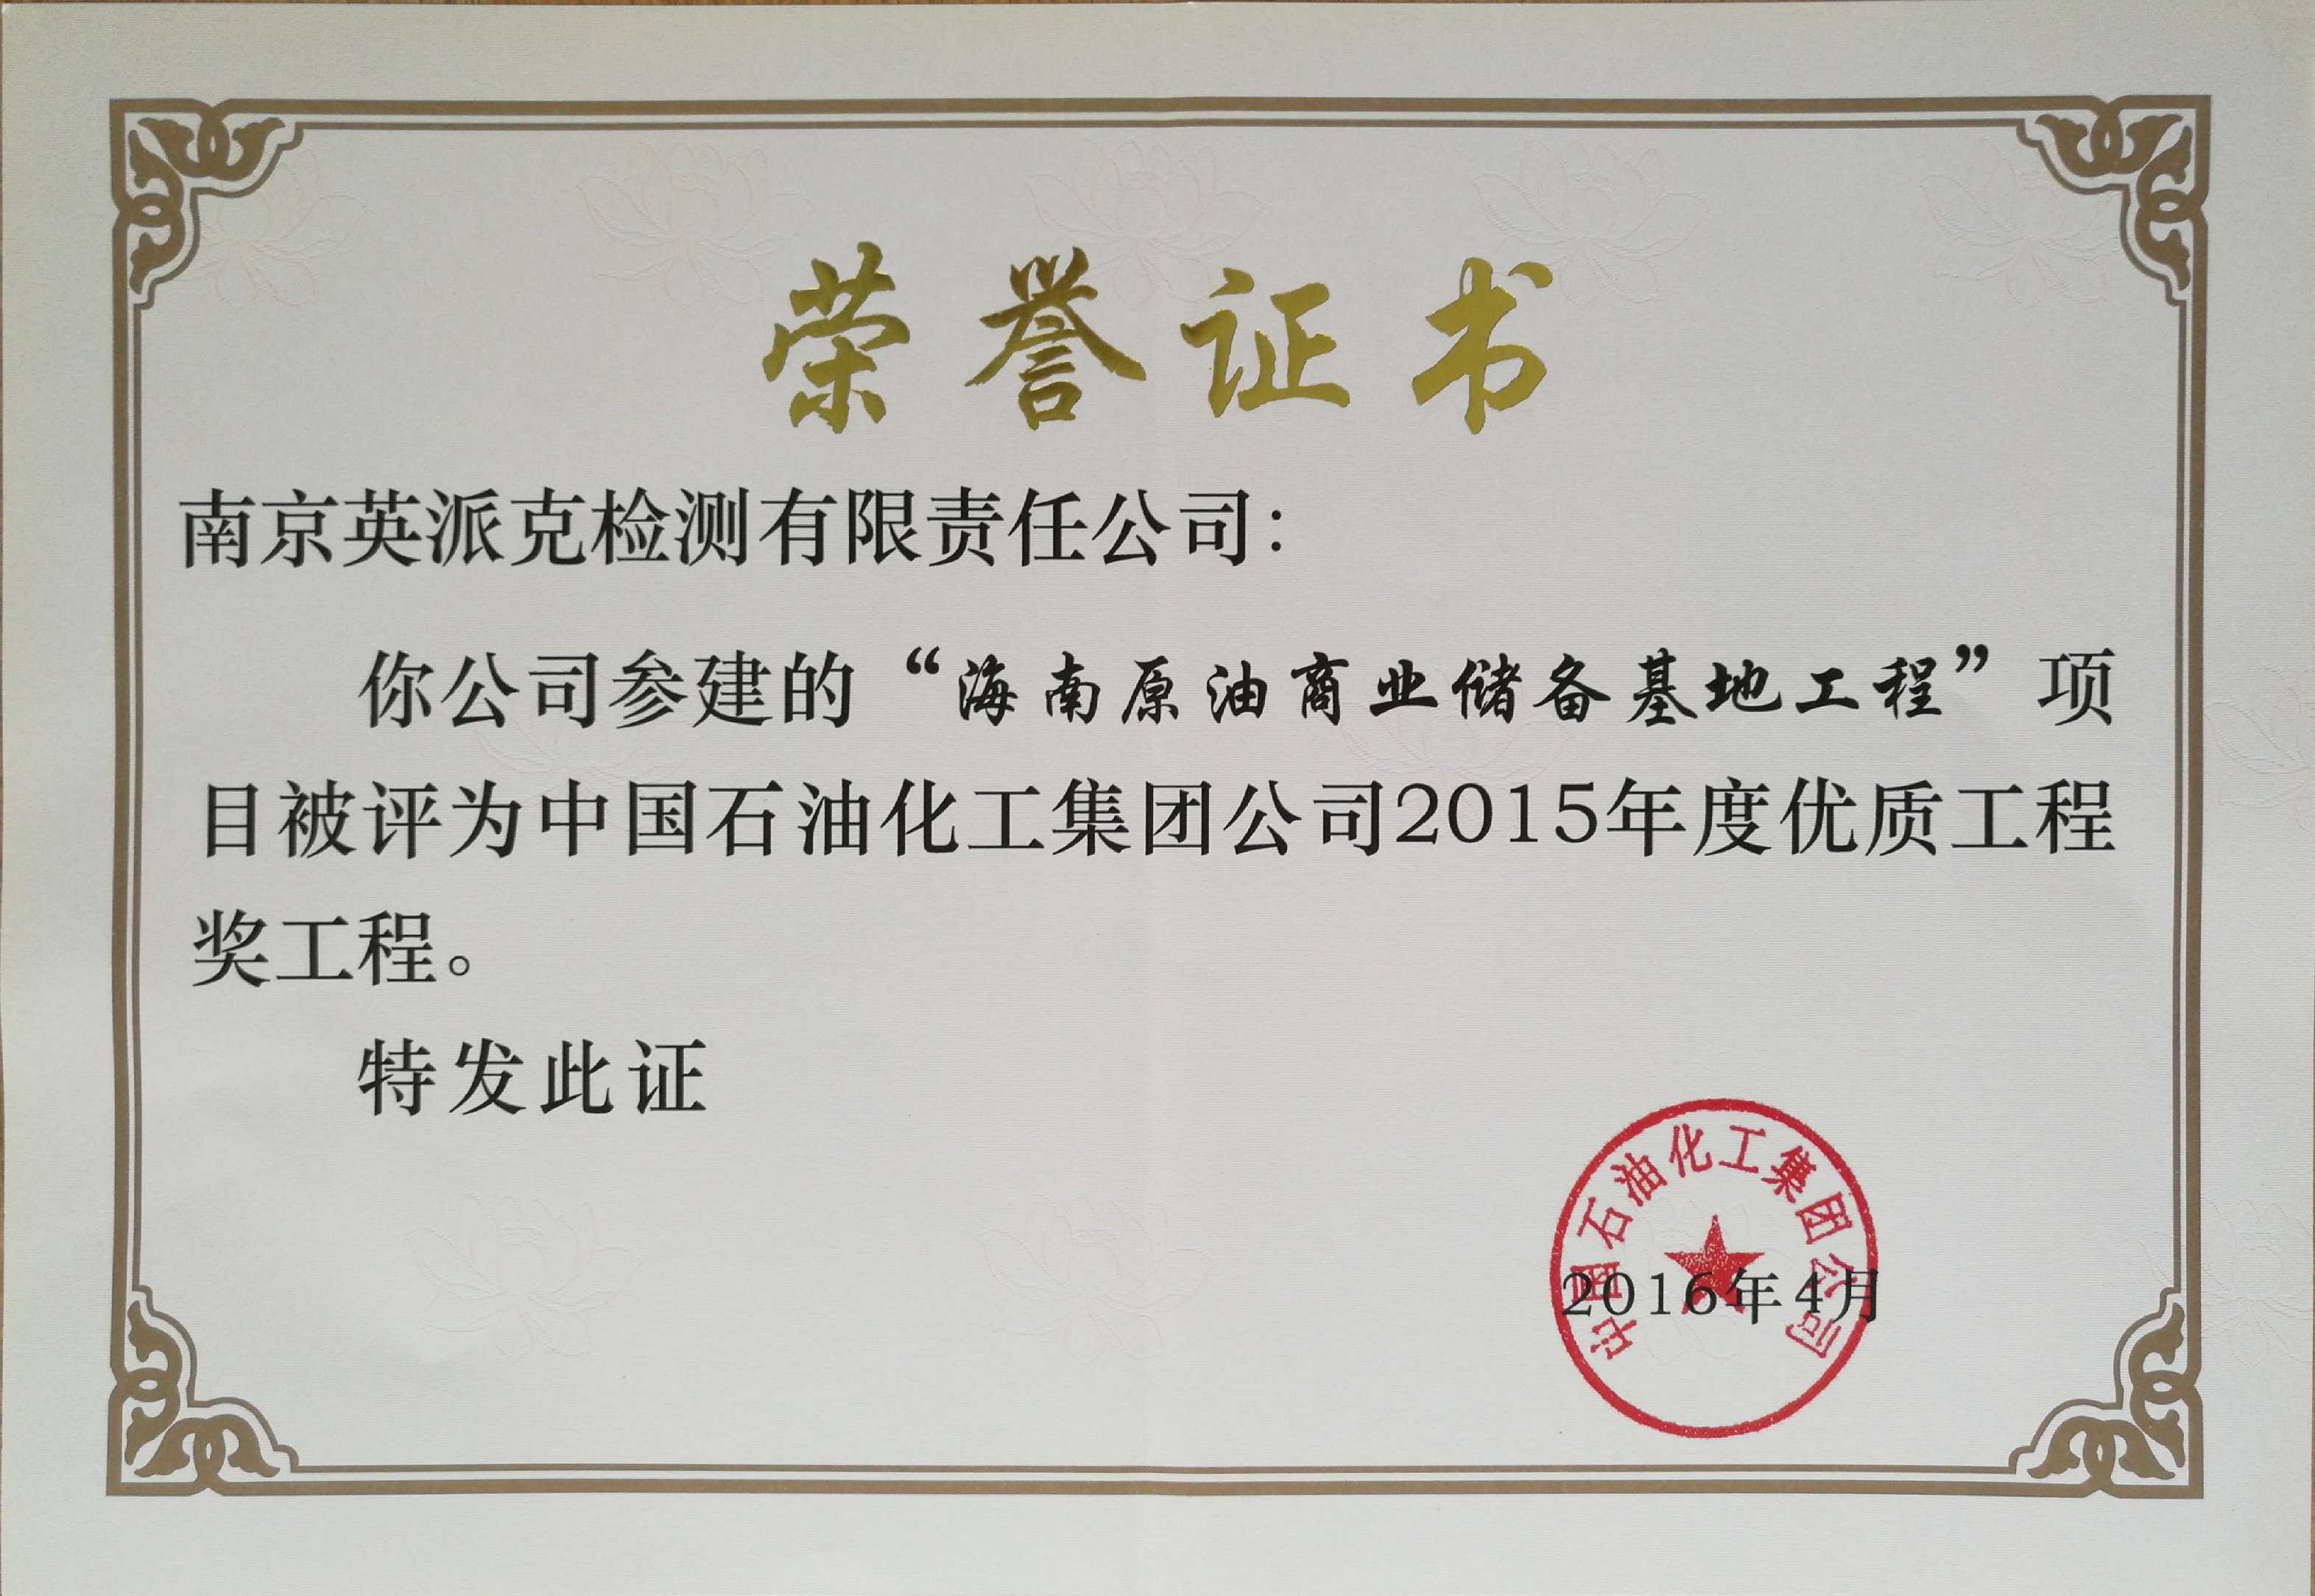 荣誉证书
南京英派克检测有限责任公司：
你公司参建的“海南原油商业储备基地工程”项
目被评为中国石油化工集团公司2015年度优质工程
奖工程。
特发此证
中国石油化工集团公司
2016年4月